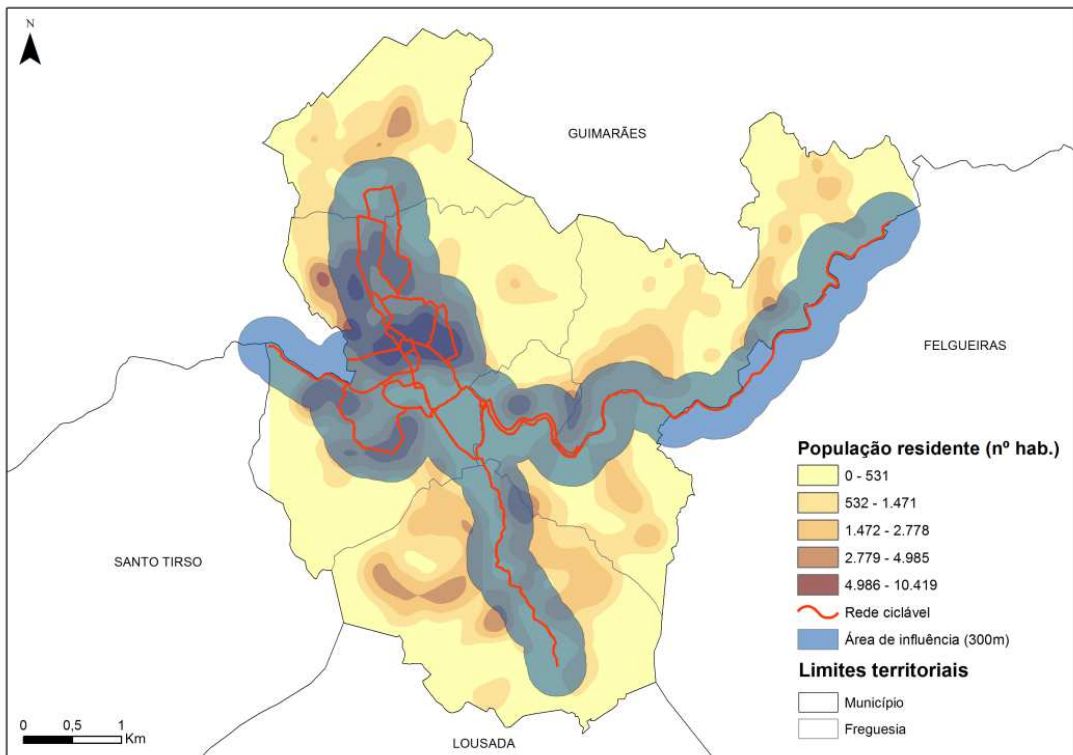 N
GUIMARÃES
FELGUEIRAS
SANTO TIRSO
LOUSADA
População residente (nº hab.)
0 - 531
532 - 1.471
1.472 - 2.778
2.779 - 4.985
4.986 - 10.419
Rede ciclável
Área de influência (300m)
Limites territoriais
Município
Freguesia
0 0,5 1
Km